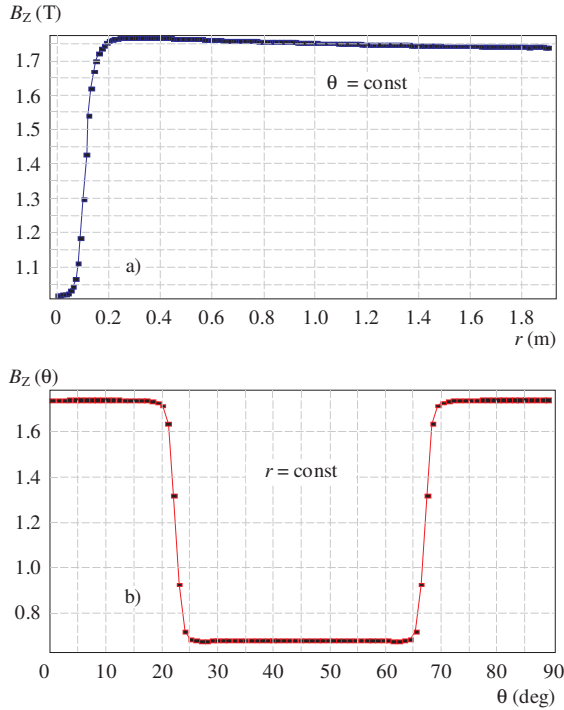 B_Z (T)
1.7
1.6
1.5
1.4
1.3
1.2
1.1
θ = const
a)
0 0.2 0.4 0.6 0.8 1.0 1.2 1.4 1.6 1.8
r (m)
B_Z (θ)
1.6
1.4
1.2
1.0
0.8
r = const
b)
0 10 20 30 40 50 60 70 80 90
θ (deg)